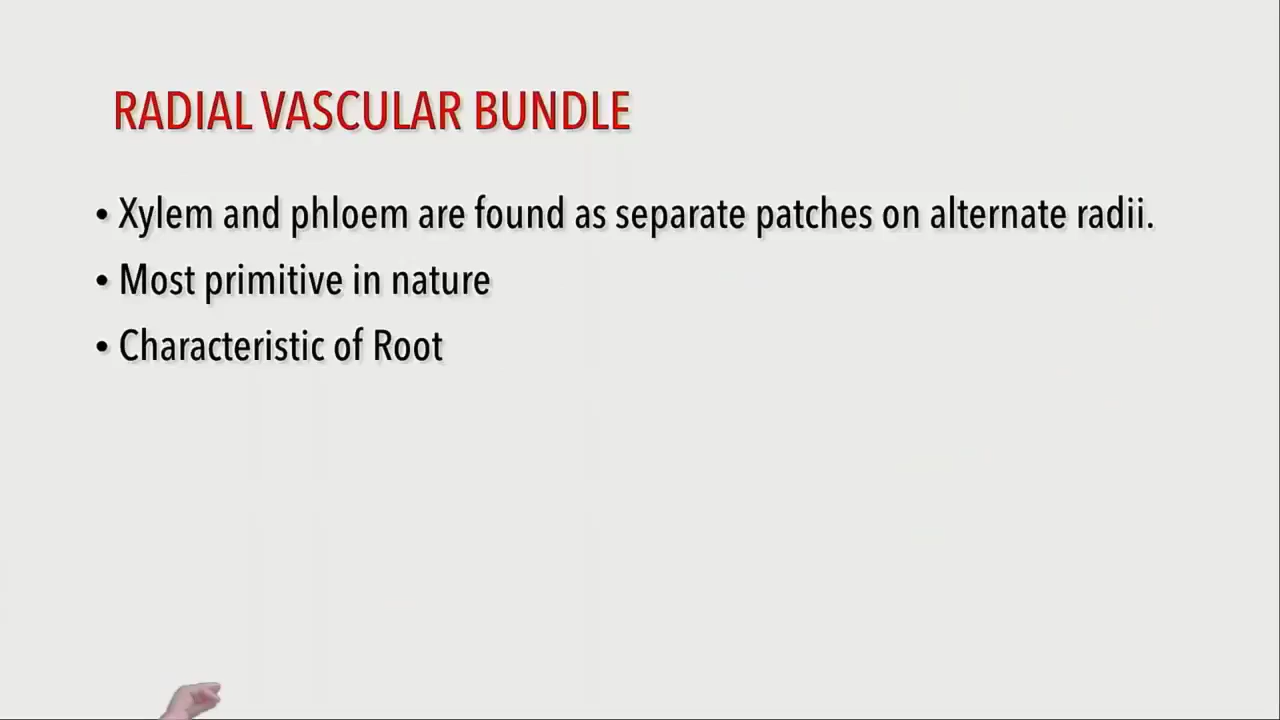 RADIAL VASCULAR BUNDLE
• Xylem and phloem are found as separate patches on alternate radii.
• Most primitive in nature
• Characteristic of Root